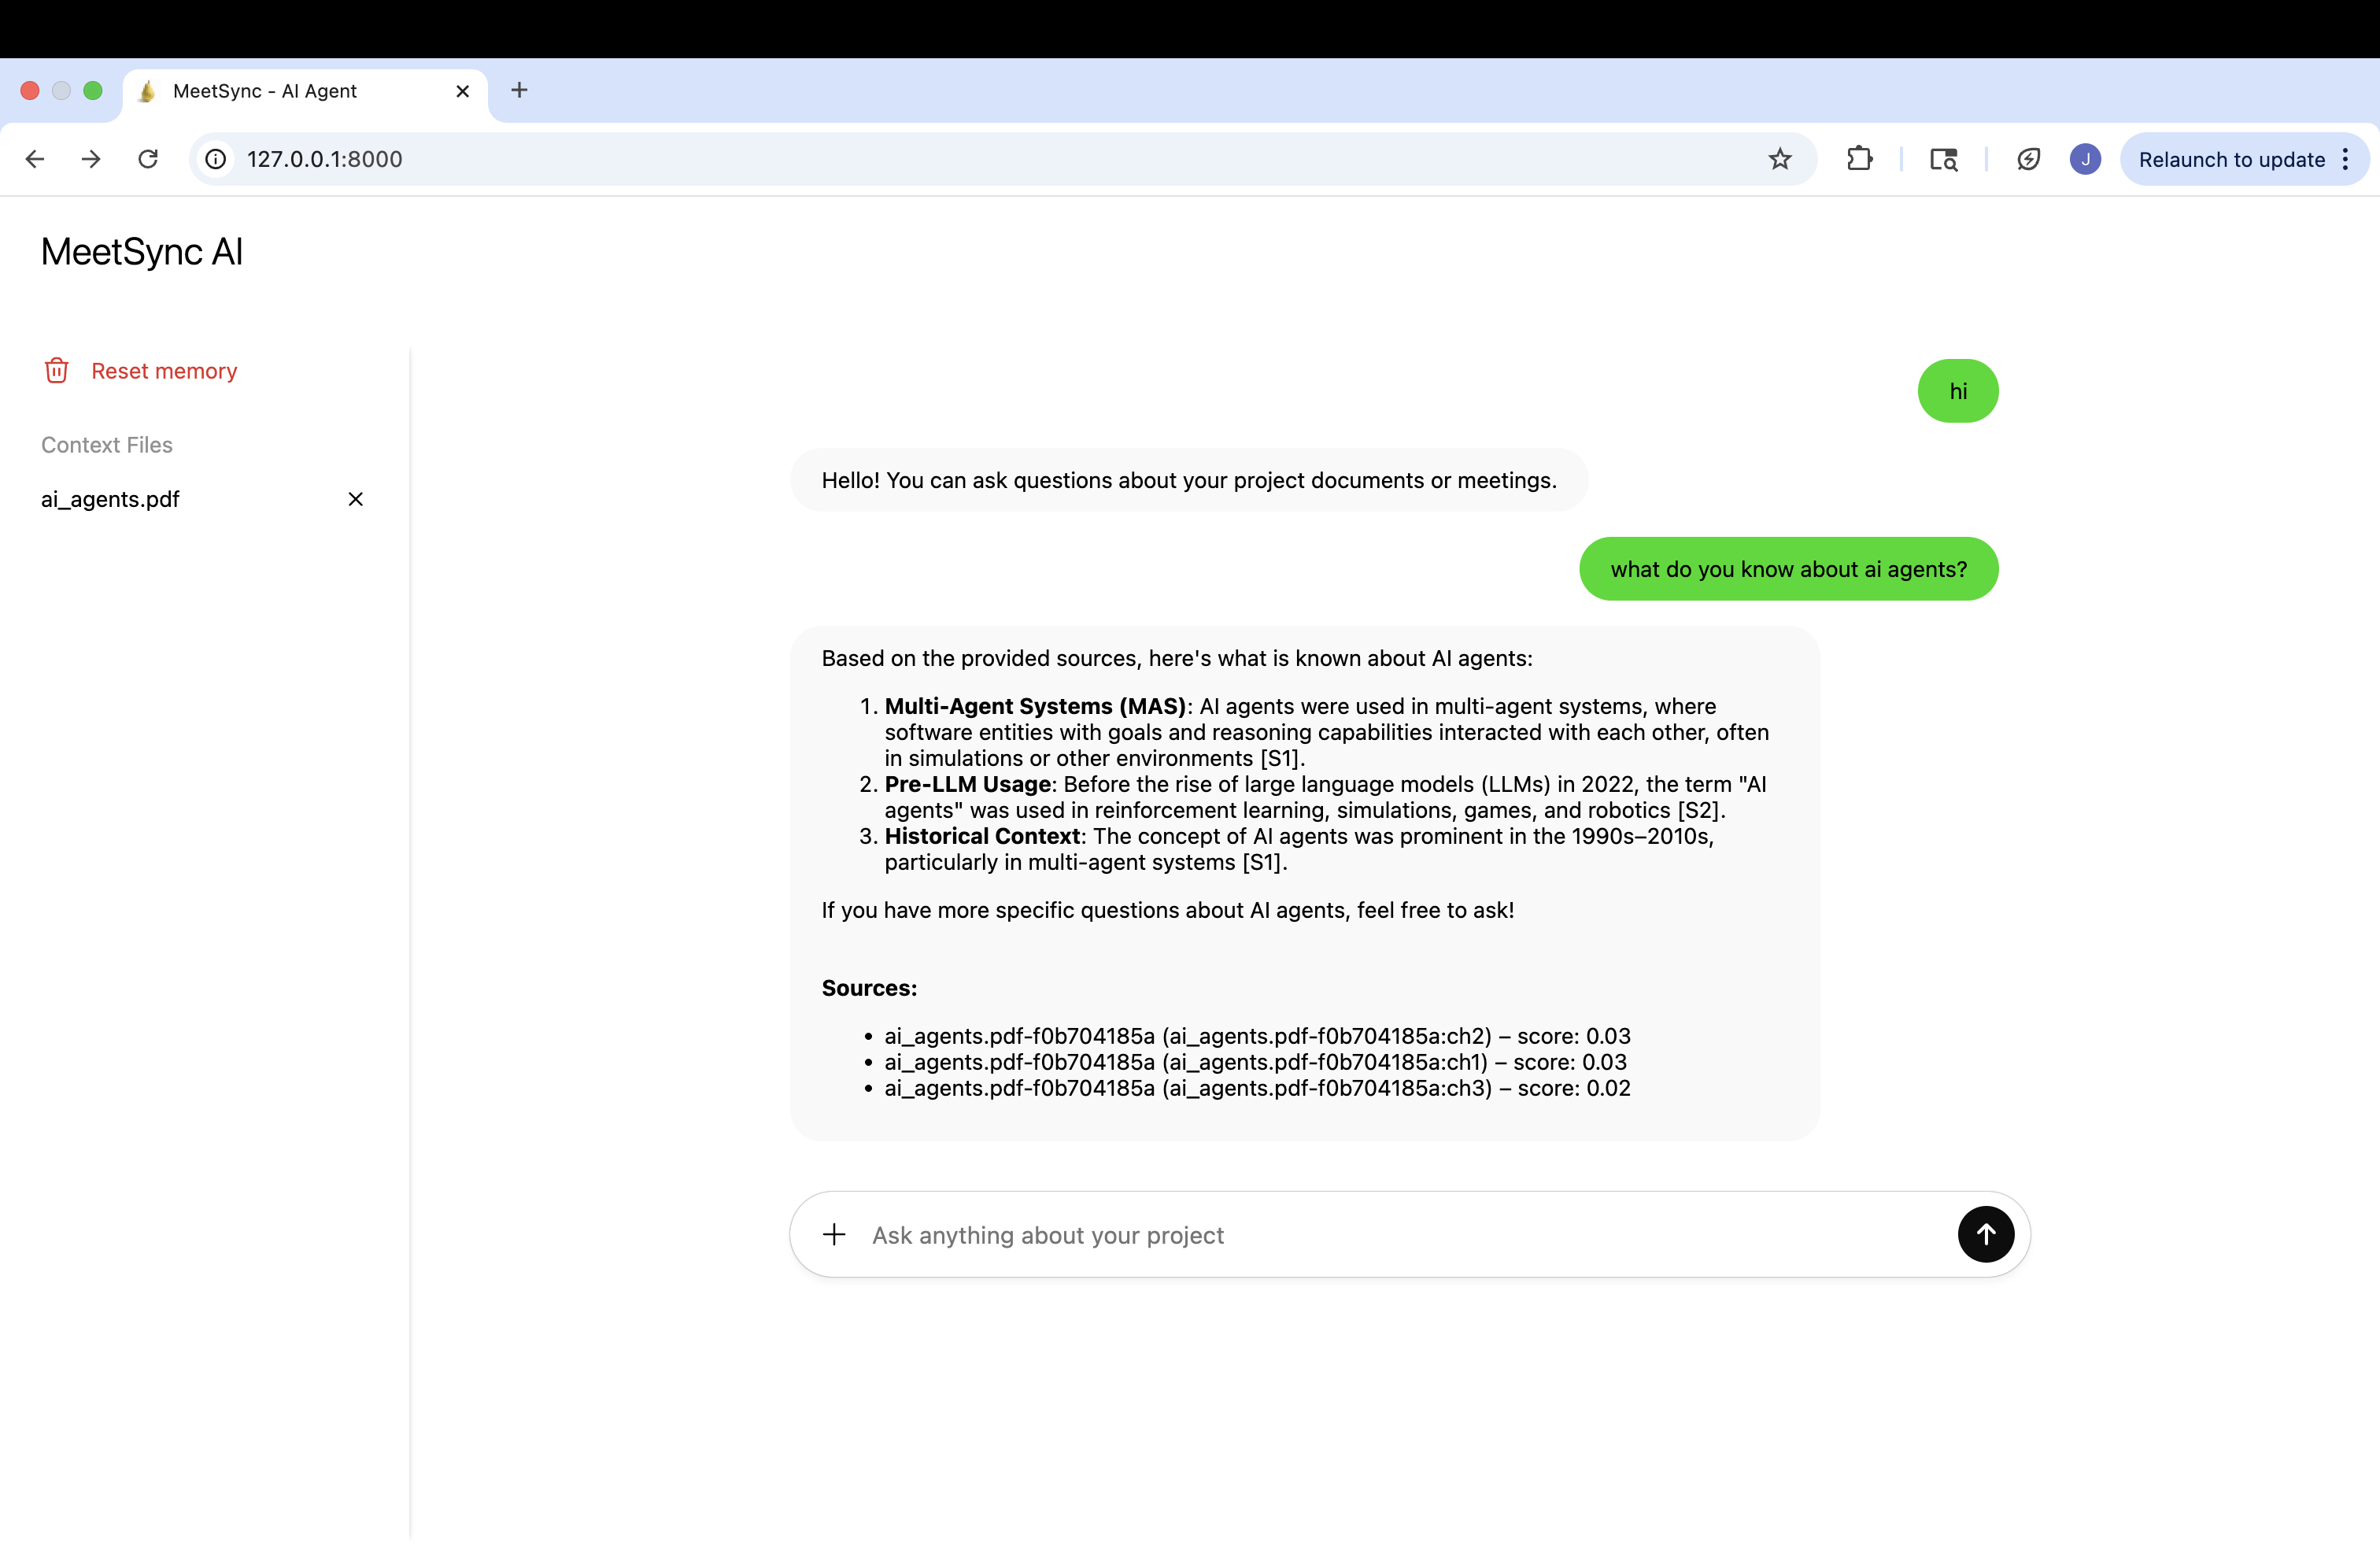 MeetSync - AI Agent
127.0.0.1:8000
J
Relaunch to update
MeetSync AI
Reset memory
Context Files
ai_agents.pdf
hi
Hello! You can ask questions about your project documents or meetings.
what do you know about ai agents?
Based on the provided sources, here's what is known about AI agents:
1. Multi-Agent Systems (MAS): AI agents were used in multi-agent systems, where
software entities with goals and reasoning capabilities interacted with each other, often
in simulations or other environments [S1].
2. Pre-LLM Usage: Before the rise of large language models (LLMs) in 2022, the term "AI
agents" was used in reinforcement learning, simulations, games, and robotics [S2].
3. Historical Context: The concept of AI agents was prominent in the 1990s–2010s,
particularly in multi-agent systems [S1].
If you have more specific questions about AI agents, feel free to ask!
Sources:
• ai_agents.pdf-f0b704185a (ai_agents.pdf-f0b704185a:ch2) – score: 0.03
• ai_agents.pdf-f0b704185a (ai_agents.pdf-f0b704185a:ch1) – score: 0.03
• ai_agents.pdf-f0b704185a (ai_agents.pdf-f0b704185a:ch3) – score: 0.02
Ask anything about your project